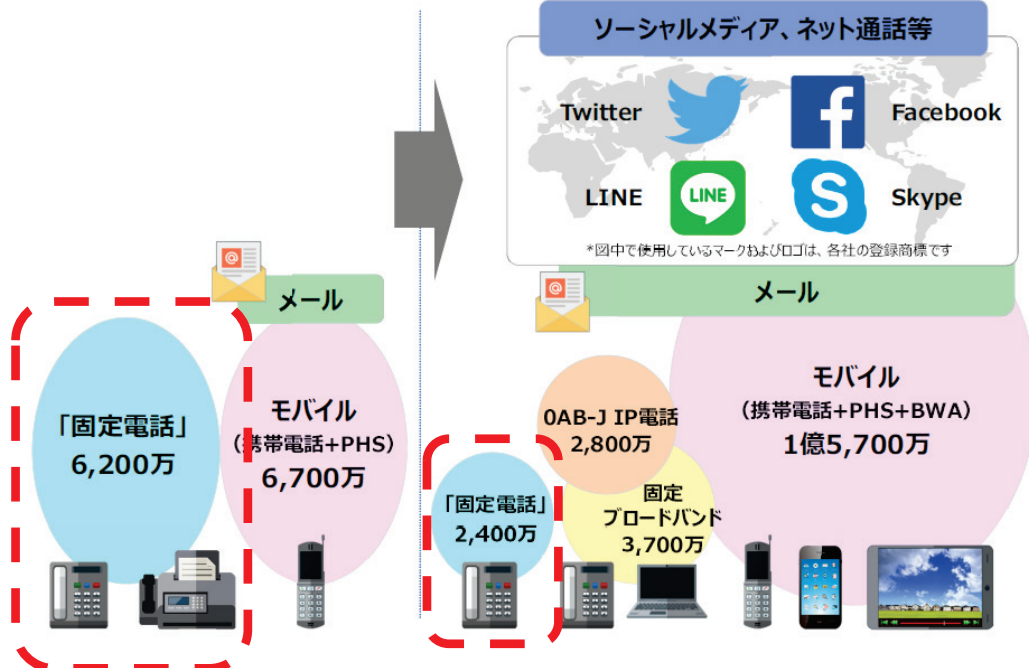 メール
「固定電話」
6,200万
モバイル
(携帯電話+PHS)
6,700万
ソーシャルメディア、ネット通話等
Twitter
Facebook
LINE
LINE
Skype
*図中で使用しているマークおよびロゴは、各社の登録商標です
メール
モバイル
(携帯電話+PHS+BWA)
1億5,700万
0AB-J IP電話
2,800万
「固定電話」
2,400万
固定
ブロードバンド
3,700万